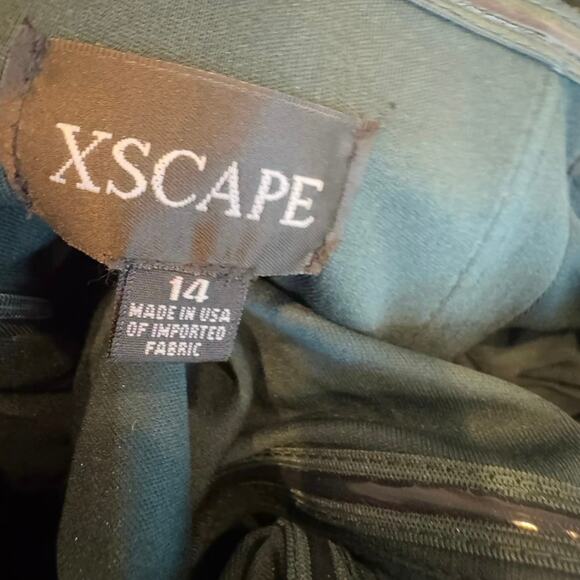 XSCAPE
14
MADE IN USA
OF IMPORTED
FABRIC